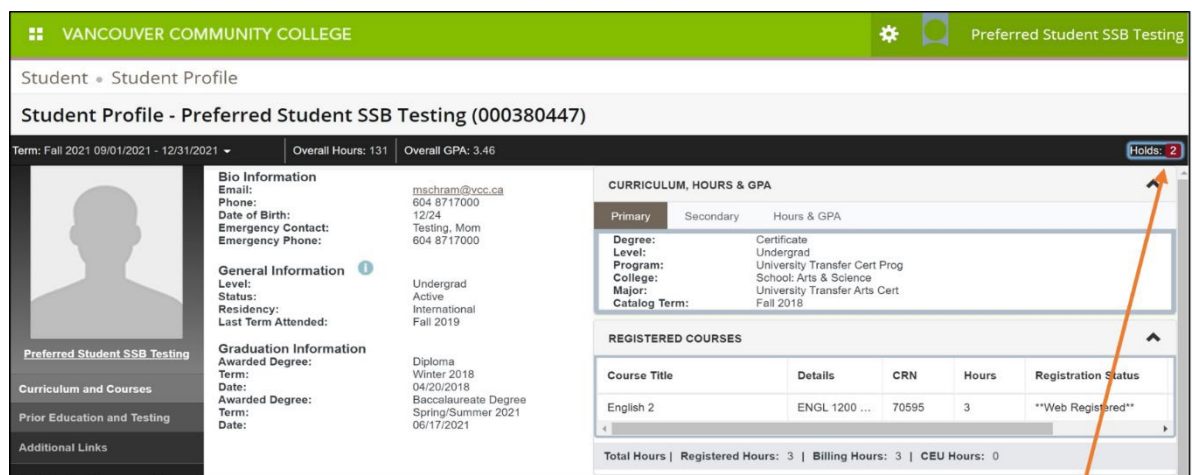 VANCOUVER COMMUNITY COLLEGE
Preferred Student SSB Testing
Student • Student Profile
Student Profile - Preferred Student SSB Testing (000380447)
Term: Fall 2021 09/01/2021 - 12/31/2021
Overall Hours: 131
Overall GPA: 3.46
Holds: 2
Preferred Student SSB Testing
Curriculum and Courses
Prior Education and Testing
Additional Links
Bio Information
Email: mschram@vcc.ca
Phone: 604 8717000
Date of Birth: 12/24
Emergency Contact: Testing, Mom
Emergency Phone: 604 8717000
General Information
Level: Undergrad
Status: Active
Residency: International
Last Term Attended: Fall 2019
Graduation Information
Awarded Degree: Diploma
Term: Winter 2018
Date: 04/20/2018
Awarded Degree: Baccalaureate Degree
Term: Spring/Summer 2021
Date: 06/17/2021
CURRICULUM, HOURS & GPA
Primary Secondary Hours & GPA
Degree: Certificate
Level: Undergrad
Program: University Transfer Cert Prog
College: School: Arts & Science
Major: University Transfer Arts Cert
Catalog Term: Fall 2018
REGISTERED COURSES
Course Title Details CRN Hours Registration Status
English 2 ENGL 1200 ... 70595 3 **Web Registered**
Total Hours | Registered Hours: 3 | Billing Hours: 3 | CEU Hours: 0